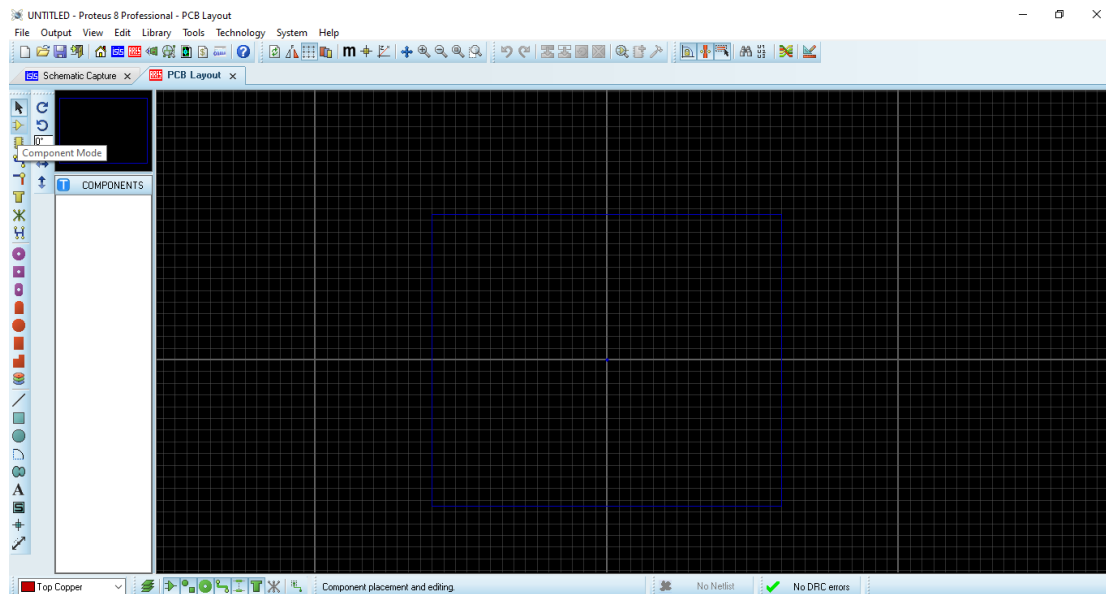 UNTITLED - Proteus 8 Professional - PCB Layout
File Output View Edit Library Tools Technology System Help
Schematic Capture PCB Layout
0°
Component Mode
COMPONENTS
Top Copper
Component placement and editing.
No Netlist
No DRC errors